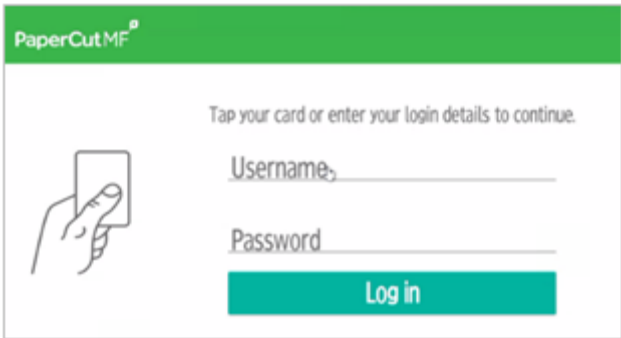 PaperCutMF
Tap your card or enter your login details to continue.
Username
Password
Log in